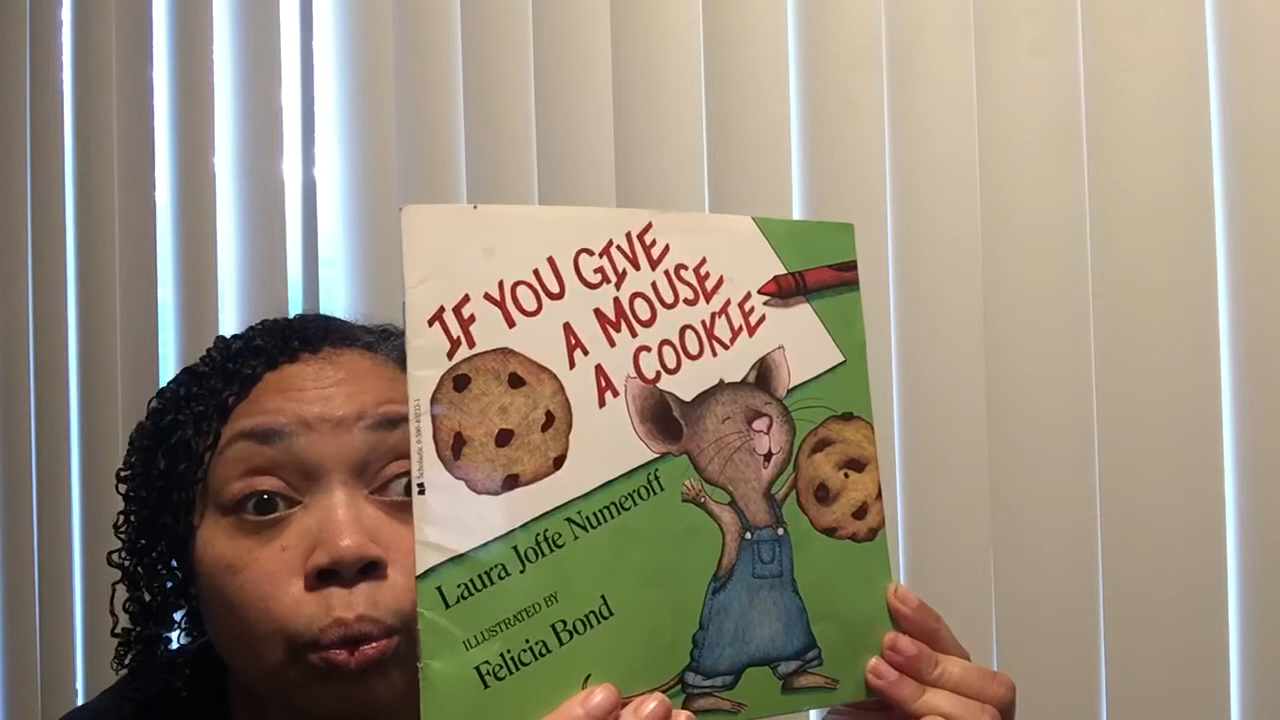 IF YOU GIVE
A MOUSE
A COOKIE
Laura Joffe Numeroff
ILLUSTRATED BY
Felicia Bond